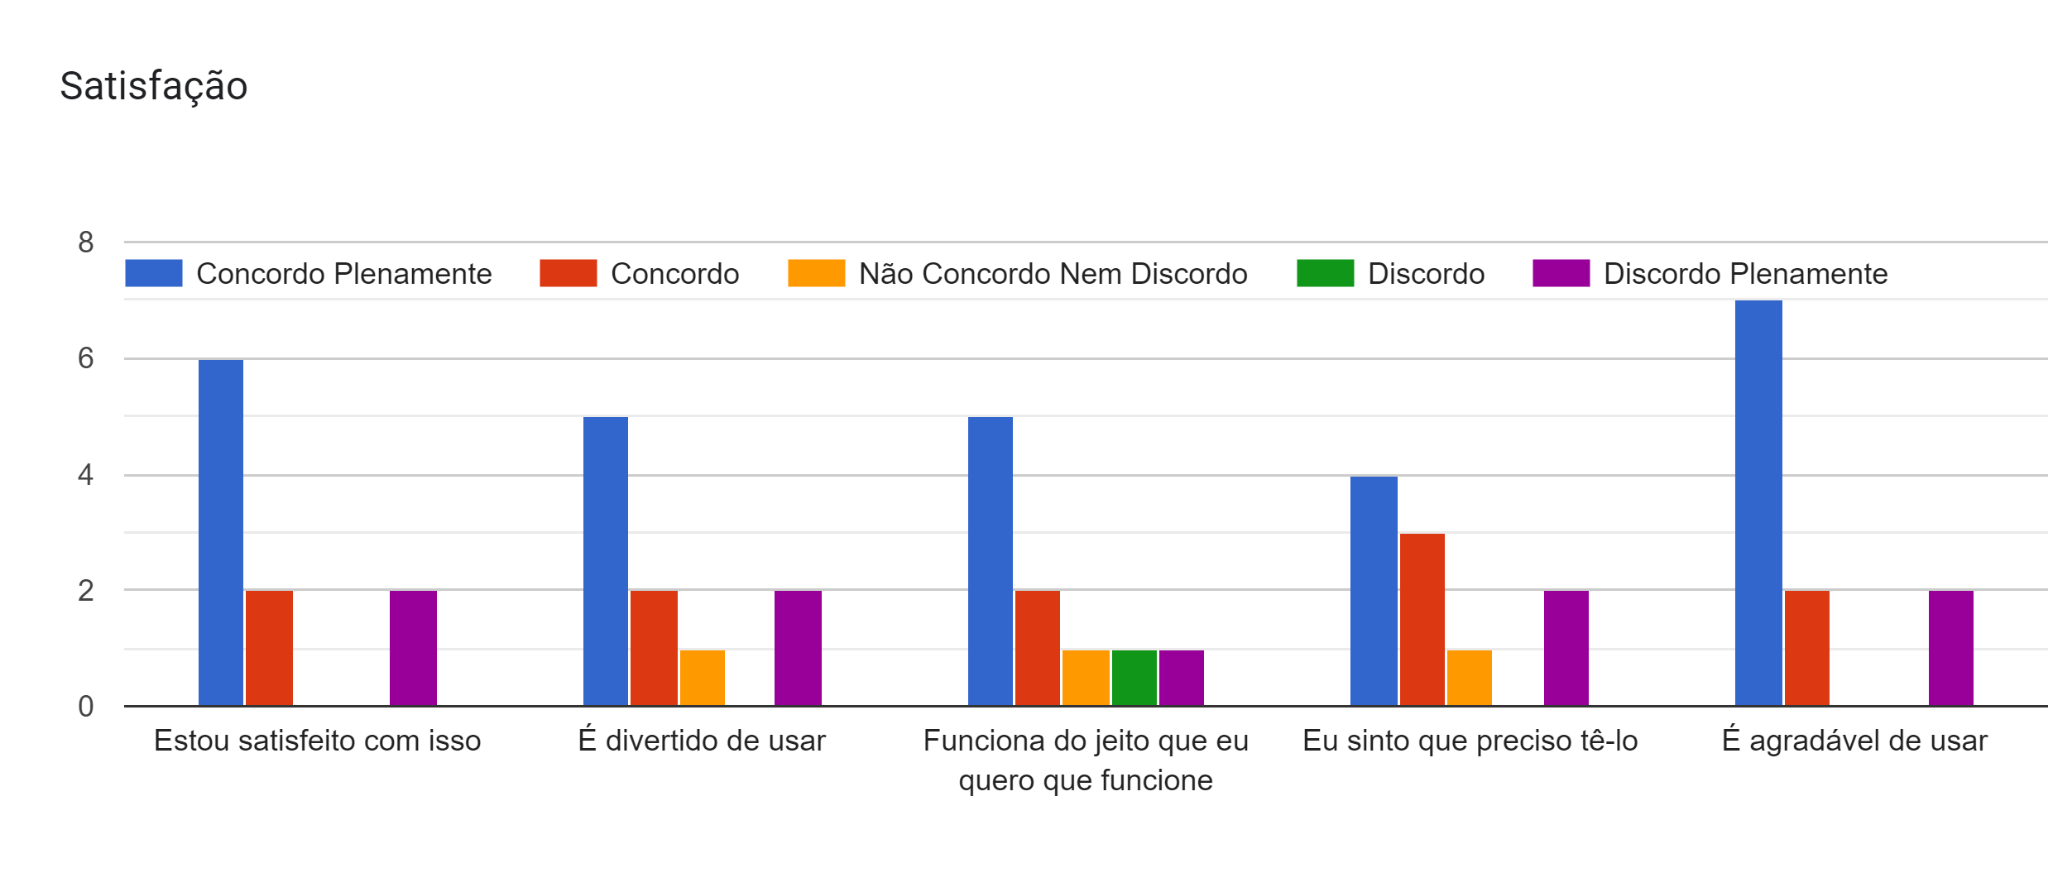 Satisfação
8
Concordo Plenamente Concordo Não Concordo Nem Discordo Discordo Discordo Plenamente
6
4
2
0
Estou satisfeito com isso É divertido de usar Funciona do jeito que eu Eu sinto que preciso tê-lo É agradável de usar
quero que funcione